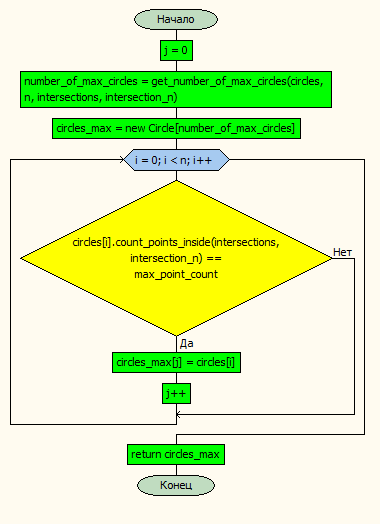 Начало
j = 0
number_of_max_circles = get_number_of_max_circles(circles,
n, intersections, intersection_n)
circles_max = new Circle[number_of_max_circles]
i = 0; i < n; i++
circles[i].count_points_inside(intersections,
intersection_n) ==
max_point_count
Нет
Да
circles_max[j] = circles[i]
j++
return circles_max
Конец